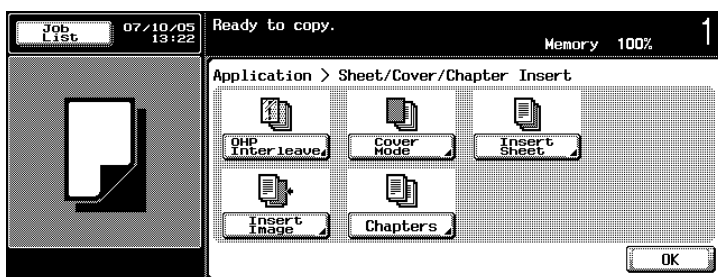 Job
List
07/10/05
13:22
Ready to copy.
Memory 100%
1
Application > Sheet/Cover/Chapter Insert
OHP
Interleave
Cover
Mode
Insert
Sheet
Insert
Image
Chapters
OK